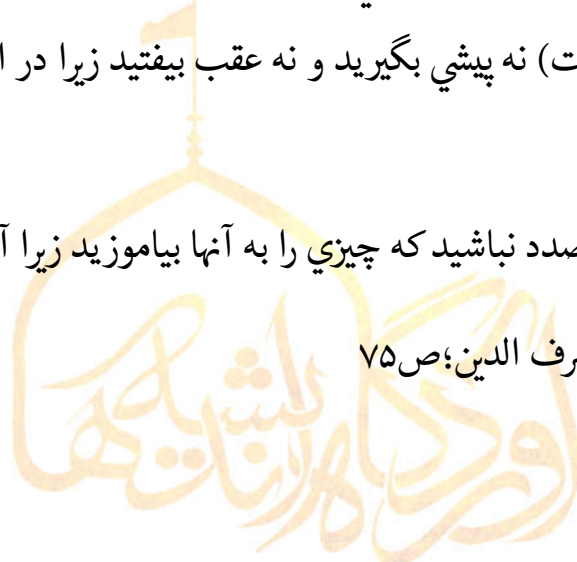 ت) نه پيشي بگيريد و نه عقب بيفتيد زيرا در ا
صدد نباشيد كه چيزي را به آنها بياموزيد زيرا آ
رف الدين؛ص۷۵